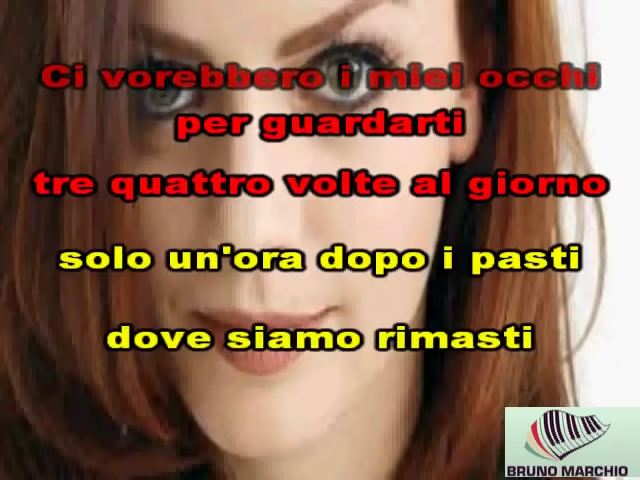 Ci vorebbero i miei occhi
per guardarti
tre quattro volte al giorno
solo un'ora dopo i pasti
dove siamo rimasti
BRUNO MARCHIO